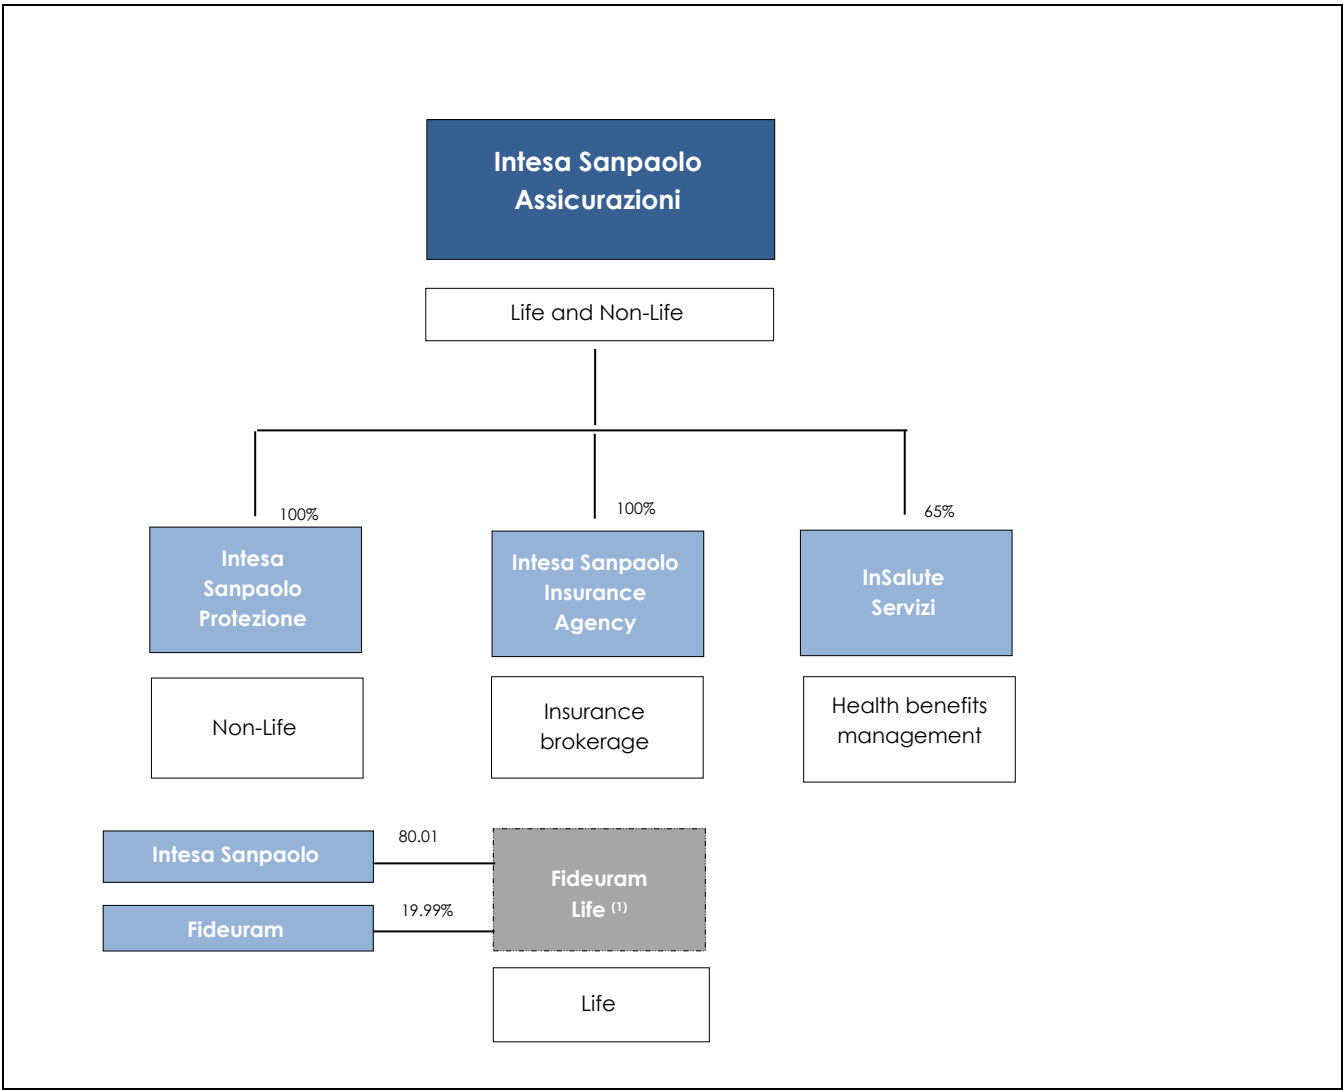 Intesa Sanpaolo
Assicurazioni
Life and Non-Life
100%
100%
65%
Intesa
Sanpaolo
Protezione
Intesa Sanpaolo
Insurance
Agency
InSalute
Servizi
Non-Life
Insurance
brokerage
Health benefits
management
Intesa Sanpaolo
80.01
Fideuram
19.99%
Fideuram
Life (1)
Life